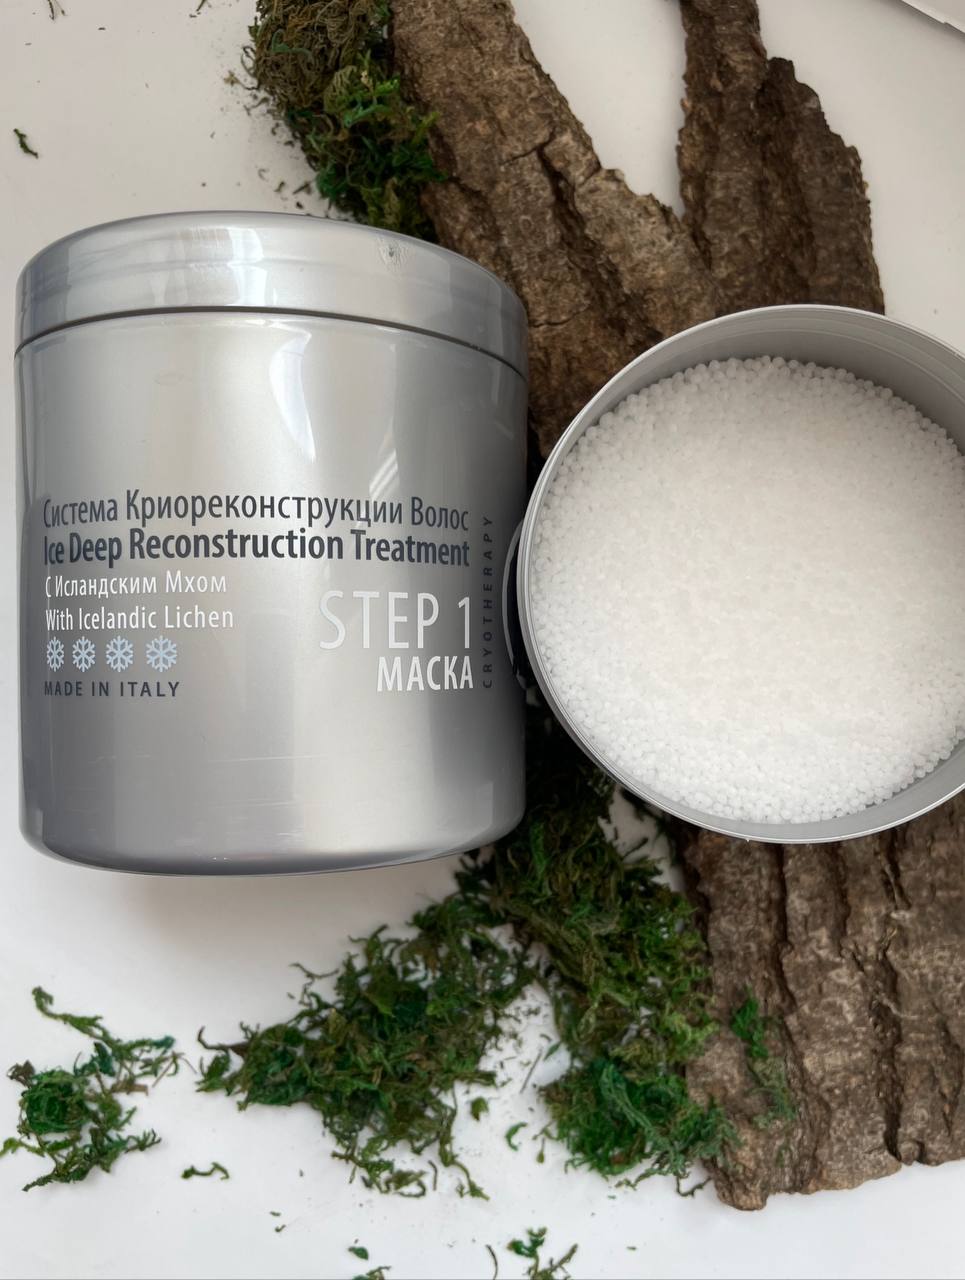 Система Криореконструкции Волос
Ice Deep Reconstruction Treatment
С Исландским Мхом
With Icelandic Lichen
STEP 1
МАСКА
MADE IN ITALY
CRYOTHERAPY